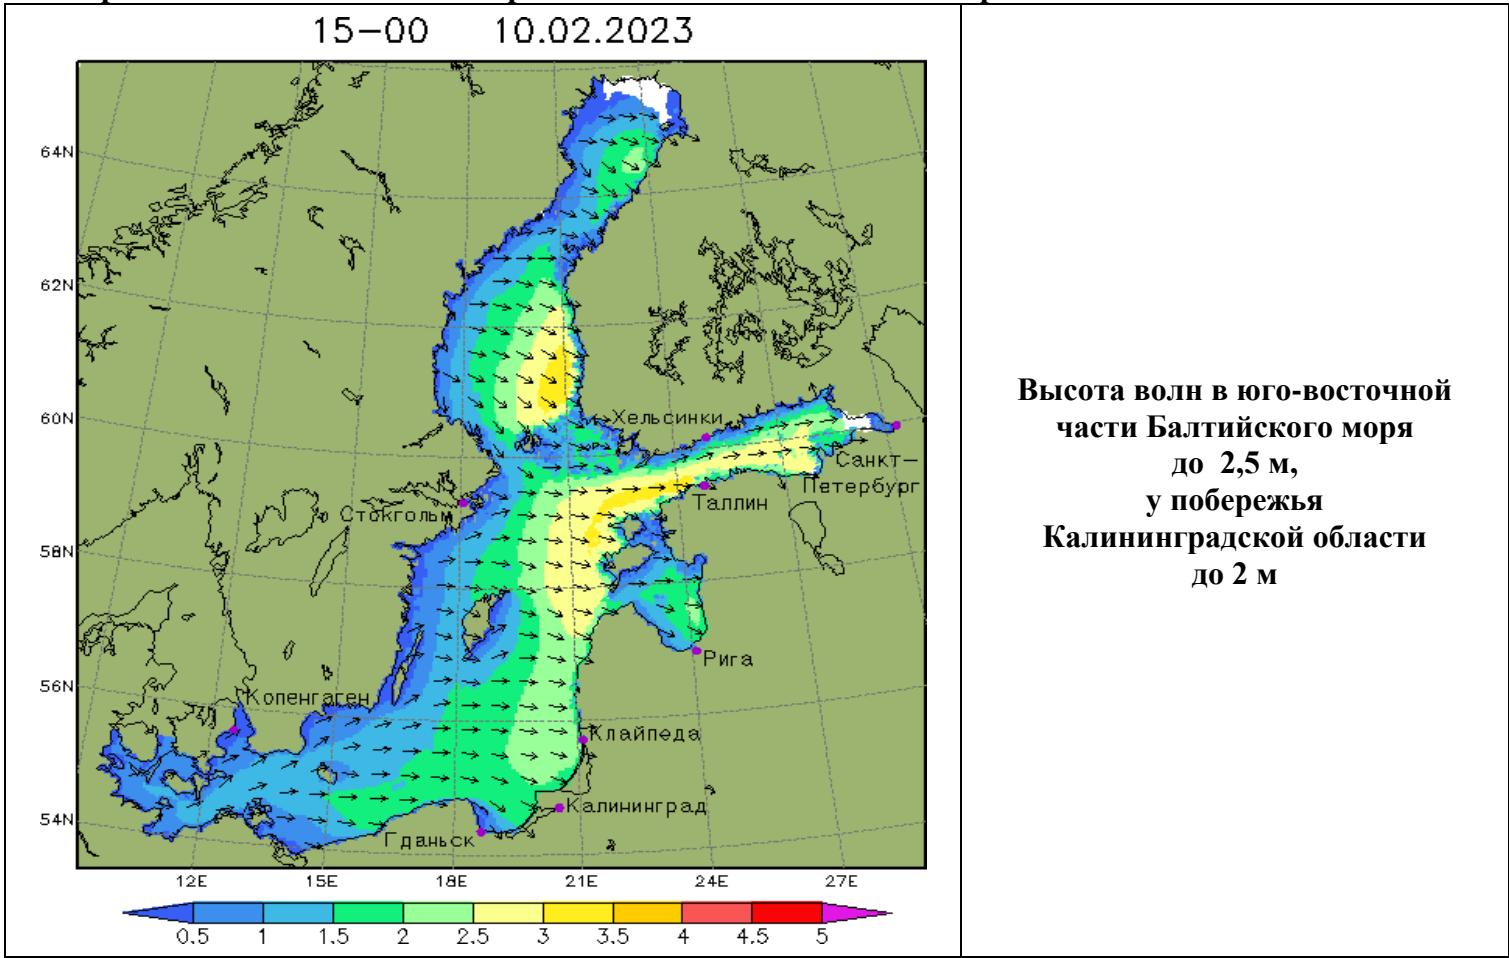 15-00 10.02.2023
64N
62N
60N
58N
56N
54N
Хельсинки
Санкт-
Петербург
Таллин
Стокгольм
Рига
Копенгаген
Клайпеда
Калининград
Гданьск
12E 15E 18E 21E 24E 27E
0.5 1 1.5 2 2.5 3 3.5 4 4.5 5
Высота волн в юго-восточной
части Балтийского моря
до 2,5 м,
у побережья
Калининградской области
до 2 м